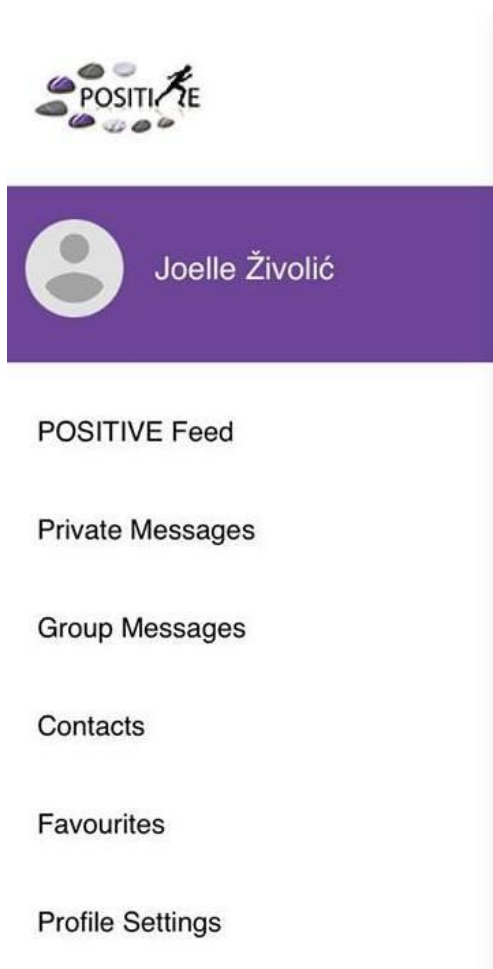 POSITIVE
Joelle Živolić
POSITIVE Feed
Private Messages
Group Messages
Contacts
Favourites
Profile Settings